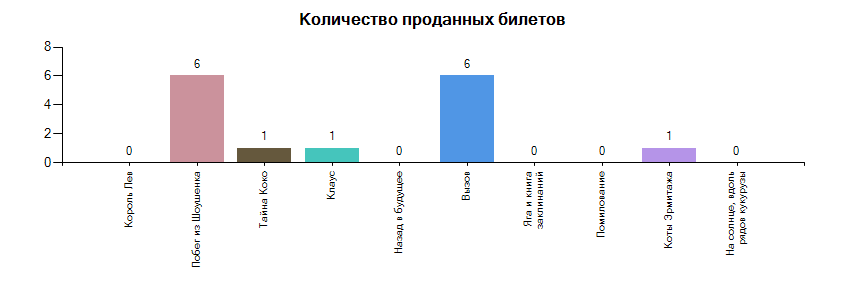 Количество проданных билетов
8
6
4
2
0
0
6
1
1
0
6
0
0
1
0
Король Лев
Побег из Шоушенка
Тайна Коко
Клаус
Назад в будущее
Вызов
Яга и книга
заклинаний
Помилование
Коты Эрмитажа
На солнце, вдоль
рядов кукурузы